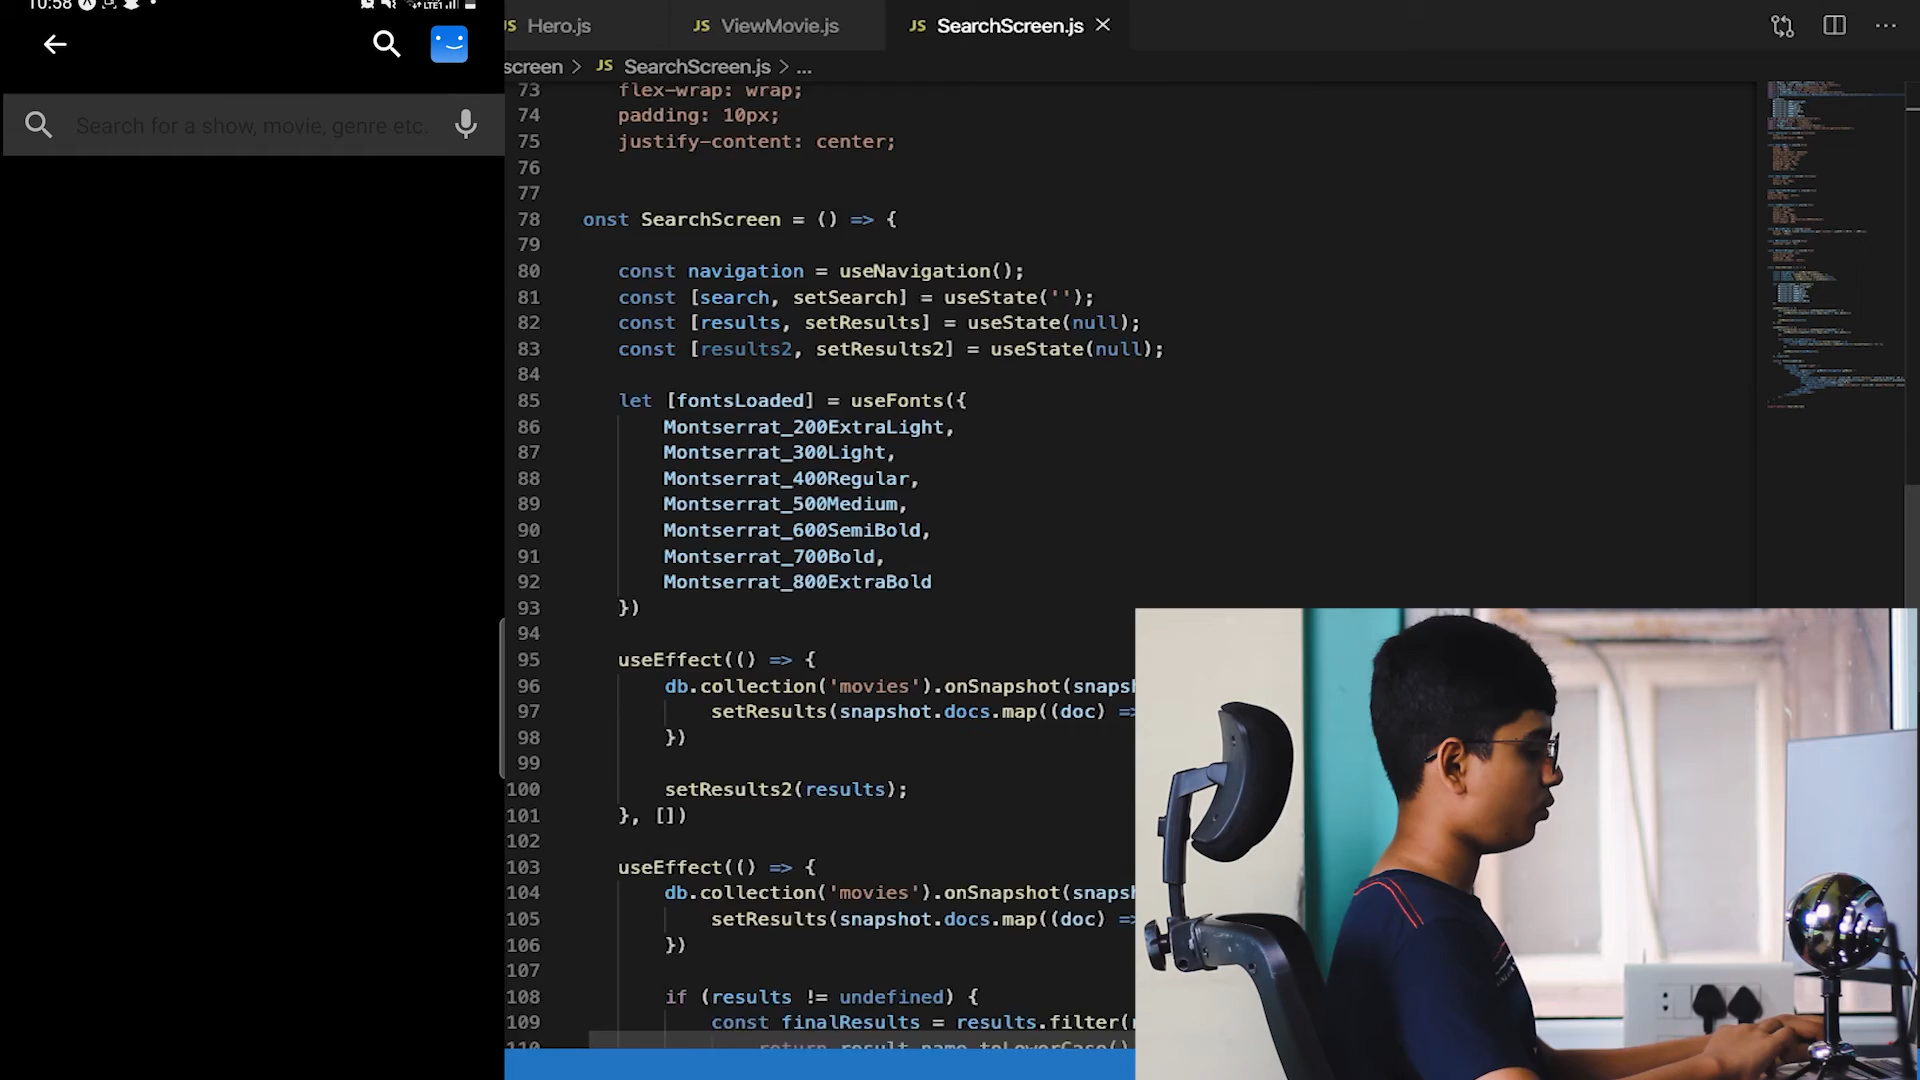 10:58
LTE1
Search for a show, movie, genre etc.
JS Hero.js
JS ViewMovie.js
JS SearchScreen.js
screen > JS SearchScreen.js > ...
73 flex-wrap: wrap;
74 padding: 10px;
75 justify-content: center;
76
77
78 onst SearchScreen = () => {
79
80 const navigation = useNavigation();
81 const [search, setSearch] = useState('');
82 const [results, setResults] = useState(null);
83 const [results2, setResults2] = useState(null);
84
85 let [fontsLoaded] = useFonts({
86 Montserrat_200ExtraLight,
87 Montserrat_300Light,
88 Montserrat_400Regular,
89 Montserrat_500Medium,
90 Montserrat_600SemiBold,
91 Montserrat_700Bold,
92 Montserrat_800ExtraBold
93 })
94
95 useEffect(() => {
96 db.collection('movies').onSnapshot(snaps
97 setResults(snapshot.docs.map((doc) =>
98 })
99
100 setResults2(results);
101 }, [])
102
103 useEffect(() => {
104 db.collection('movies').onSnapshot(snaps
105 setResults(snapshot.docs.map((doc) =>
106 })
107
108 if (results != undefined) {
109 const finalResults = results.filter(
110 return result.name.toLowerCase()